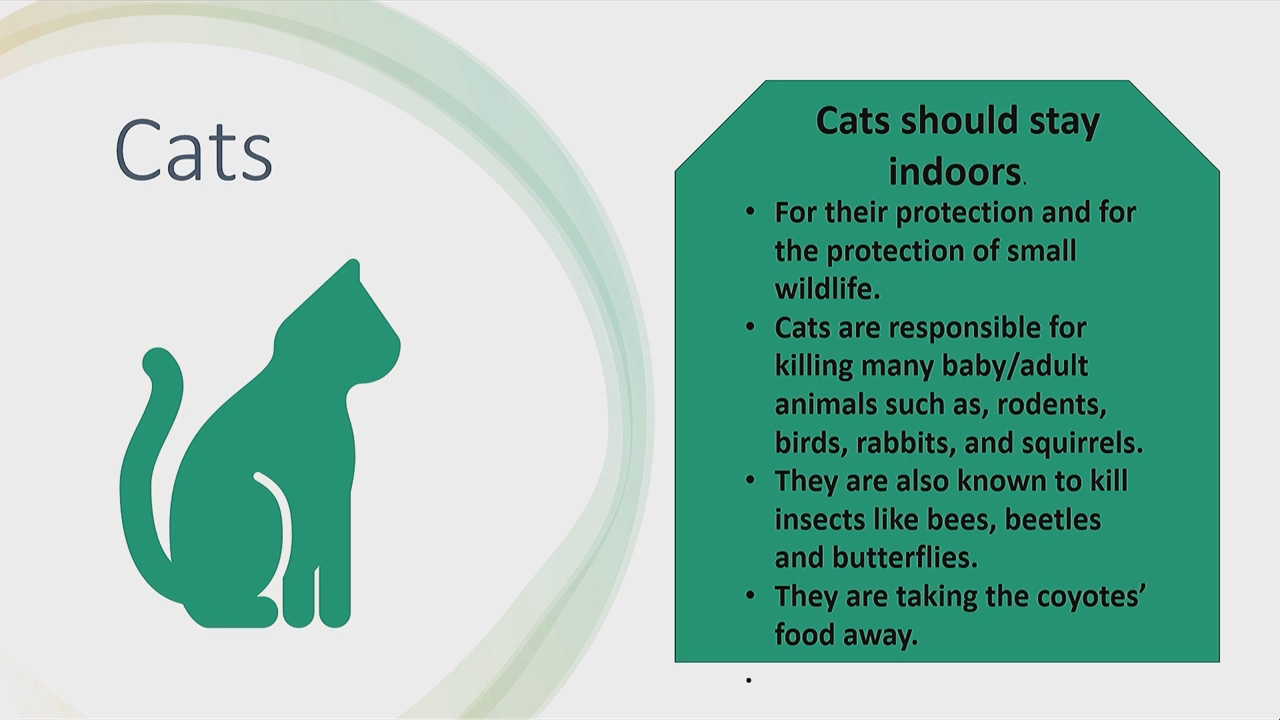 Cats
Cats should stay
indoors.
• For their protection and for
the protection of small
wildlife.
• Cats are responsible for
killing many baby/adult
animals such as, rodents,
birds, rabbits, and squirrels.
• They are also known to kill
insects like bees, beetles
and butterflies.
• They are taking the coyotes’
food away.
•